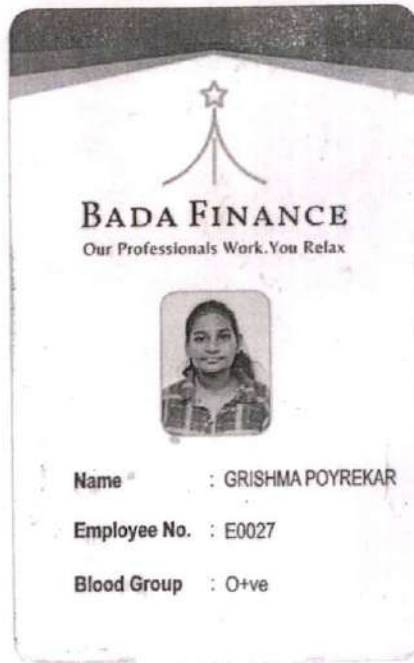 BADA FINANCE
Our Professionals Work.You Relax
Name : GRISHMA POYREKAR
Employee No. : E0027
Blood Group : O+ve